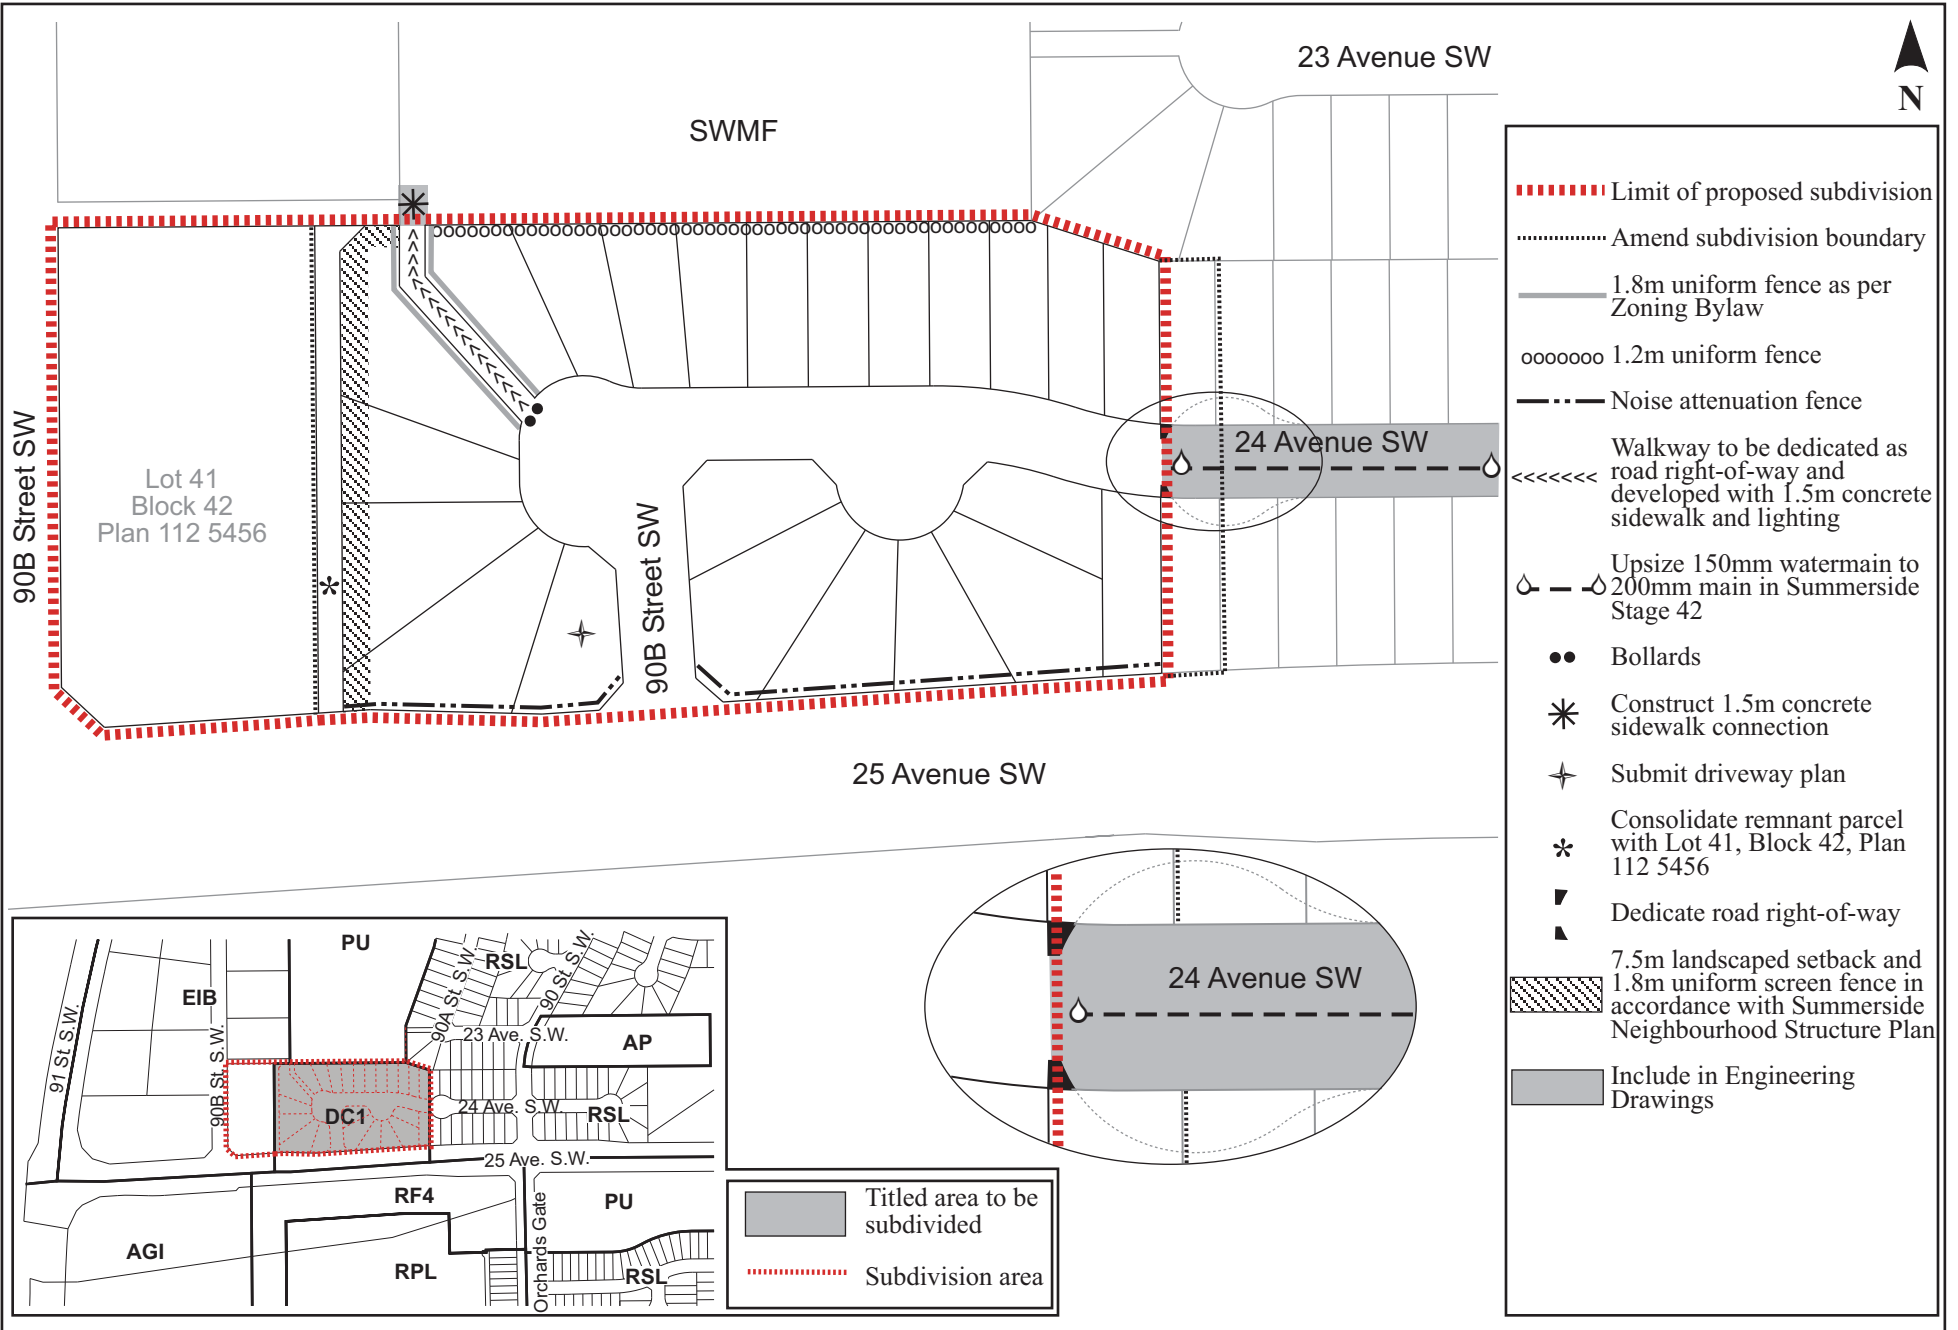 23 Avenue SW
N
SWMF
Limit of proposed subdivision
Amend subdivision boundary
1.8m uniform fence as per
Zoning Bylaw
ooooooo 1.2m uniform fence
Noise attenuation fence
Walkway to be dedicated as
road right-of-way and
developed with 1.5m concrete
sidewalk and lighting
Upsize 150mm watermain to
200mm main in Summerside
Stage 42
Bollards
Construct 1.5m concrete
sidewalk connection
Submit driveway plan
Consolidate remnant parcel
with Lot 41, Block 42, Plan
112 5456
Dedicate road right-of-way
7.5m landscaped setback and
1.8m uniform screen fence in
accordance with Summerside
Neighbourhood Structure Plan
Include in Engineering
Drawings
90B Street SW
Lot 41
Block 42
Plan 112 5456
24 Avenue SW
90B Street SW
25 Avenue SW
24 Avenue SW
PU
RSL
EIB
90A St. S.W.
90 St. S.W.
91 St. S.W.
90B St. S.W.
23 Ave. S.W.
AP
DC1
24 Ave. S.W.
RSL
25 Ave. S.W.
RF4
PU
AGI
RPL
Orchards Gate
RSL
Titled area to be
subdivided
Subdivision area